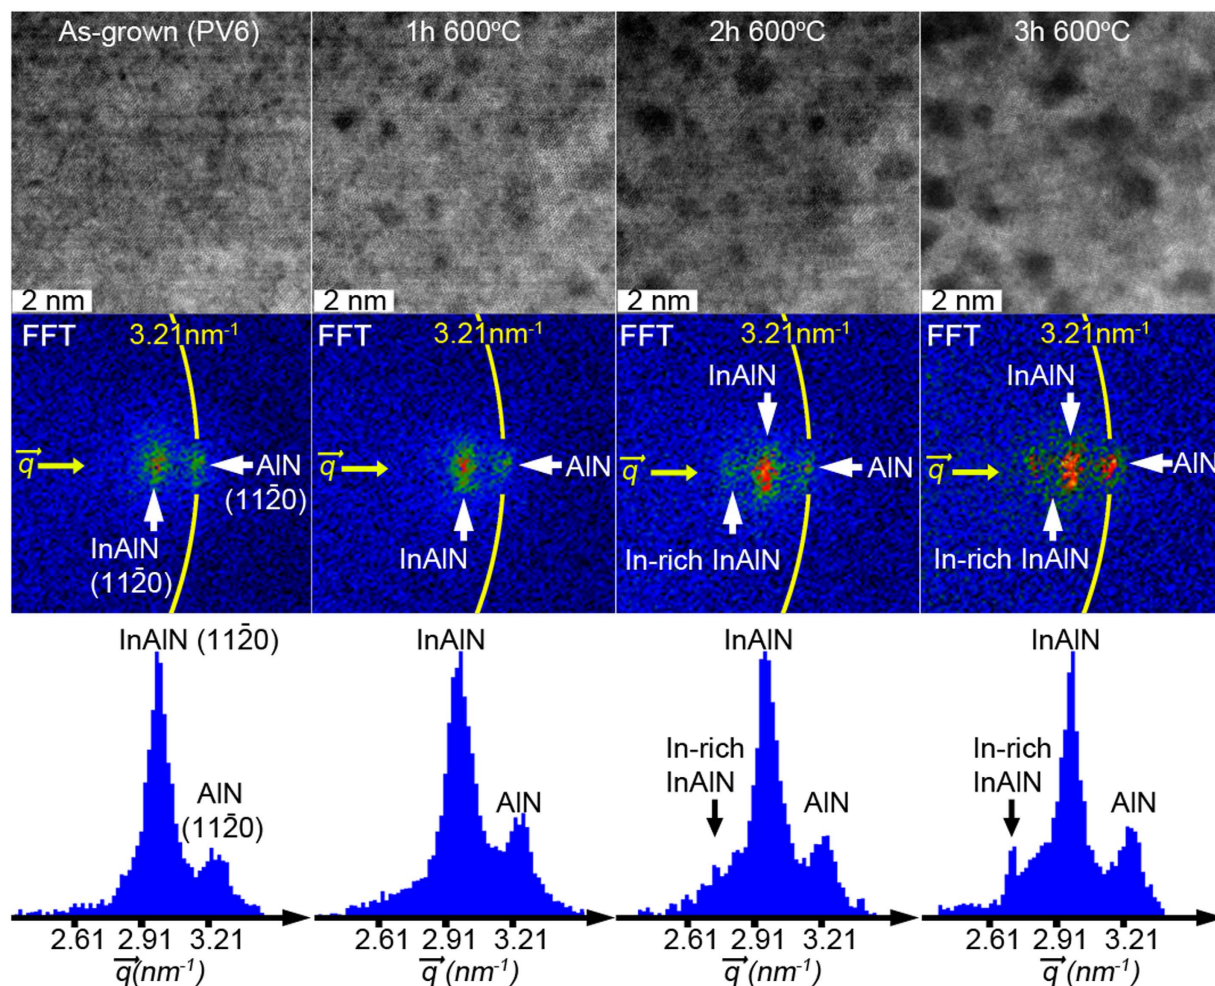 As-grown (PV6)
1h 600°C
2h 600°C
3h 600°C
2 nm
2 nm
2 nm
2 nm
FFT
3.21nm⁻¹
FFT
3.21nm⁻¹
FFT
3.21nm⁻¹
FFT
3.21nm⁻¹
InAlN
InAlN
q⃗
AlN
(112̄0)
q⃗
AlN
q⃗
AlN
q⃗
AlN
InAlN
(112̄0)
InAlN
In-rich InAlN
In-rich InAlN
InAlN (112̄0)
InAlN
InAlN
InAlN
AlN
(112̄0)
AlN
In-rich
InAlN
AlN
In-rich
InAlN
AlN
2.61 2.91 3.21
2.61 2.91 3.21
2.61 2.91 3.21
2.61 2.91 3.21
q⃗(nm⁻¹)
q⃗(nm⁻¹)
q⃗(nm⁻¹)
q⃗(nm⁻¹)